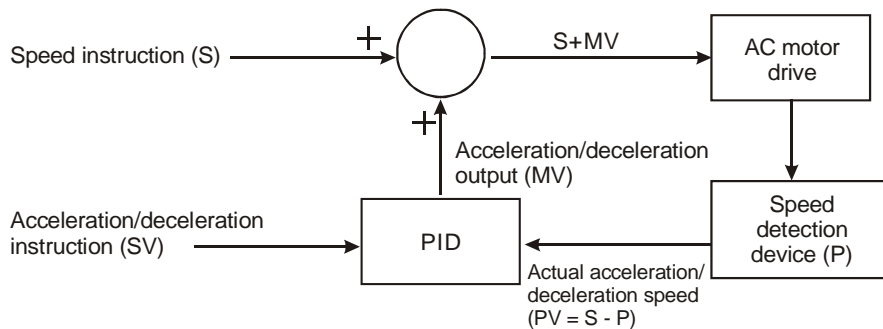 Speed instruction (S)
+
S+MV
AC motor
drive
+
Acceleration/deceleration
output (MV)
Acceleration/deceleration
instruction (SV)
PID
Speed
detection
device (P)
Actual acceleration/
deceleration speed
(PV = S - P)